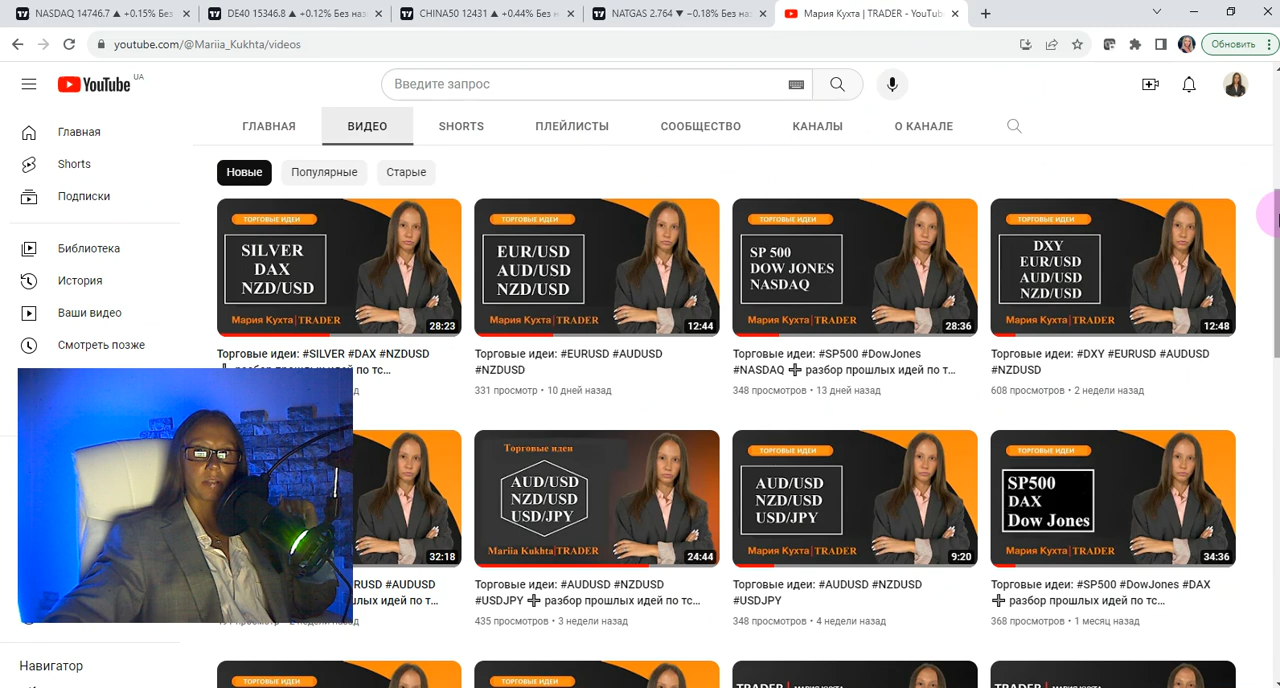 NASDAQ 14746.7 ▲ +0.15% Без на
DE40 15346.8 ▲ +0.12% Без наз
CHINA50 12431 ▲ +0.44% Без н
NATGAS 2.764 ▼ −0.18% Без наз
Мария Кухта | TRADER - YouTub
youtube.com/@Mariia_Kukhta/videos
Обновить
YouTube UA
Введите запрос
ГЛАВНАЯ
ВИДЕО
SHORTS
ПЛЕЙЛИСТЫ
СООБЩЕСТВО
КАНАЛЫ
О КАНАЛЕ
Главная
Shorts
Подписки
Библиотека
История
Ваши видео
Смотреть позже
Навигатор
Новые
Популярные
Старые
ТОРГОВЫЕ ИДЕИ
SILVER
DAX
NZD/USD
Мария Кухта|TRADER
28:23
Торговые идеи: #SILVER #DAX #NZDUSD
➕ разбор прошлых идей по тс...
ТОРГОВЫЕ ИДЕИ
EUR/USD
AUD/USD
NZD/USD
Мария Кухта|TRADER
12:44
Торговые идеи: #EURUSD #AUDUSD
#NZDUSD
331 просмотр • 10 дней назад
ТОРГОВЫЕ ИДЕИ
SP 500
DOW JONES
NASDAQ
Мария Кухта|TRADER
28:36
Торговые идеи: #SP500 #DowJones
#NASDAQ ➕ разбор прошлых идей по т...
348 просмотров • 13 дней назад
ТОРГОВЫЕ ИДЕИ
DXY
EUR/USD
AUD/USD
NZD/USD
Мария Кухта|TRADER
12:48
Торговые идеи: #DXY #EURUSD #AUDUSD
#NZDUSD
608 просмотров • 2 недели назад
32:18
RUSD #AUDUSD
лых идей по т...
Торговые идеи
AUD/USD
NZD/USD
USD/JPY
Mariia Kukhta|TRADER
24:44
Торговые идеи: #AUDUSD #NZDUSD
#USDJPY ➕ разбор прошлых идей по тс...
435 просмотров • 3 недели назад
ТОРГОВЫЕ ИДЕИ
AUD/USD
NZD/USD
USD/JPY
Мария Кухта|TRADER
9:20
Торговые идеи: #AUDUSD #NZDUSD
#USDJPY
348 просмотров • 4 недели назад
ТОРГОВЫЕ ИДЕИ
SP500
DAX
Dow Jones
Мария Кухта|TRADER
34:36
Торговые идеи: #SP500 #DowJones #DAX
➕ разбор прошлых идей по тс...
368 просмотров • 1 месяц назад
ТОРГОВЫЕ ИДЕИ
ТОРГОВЫЕ ИДЕИ
TRADER | МАРИЯ КУХТА
TRADER